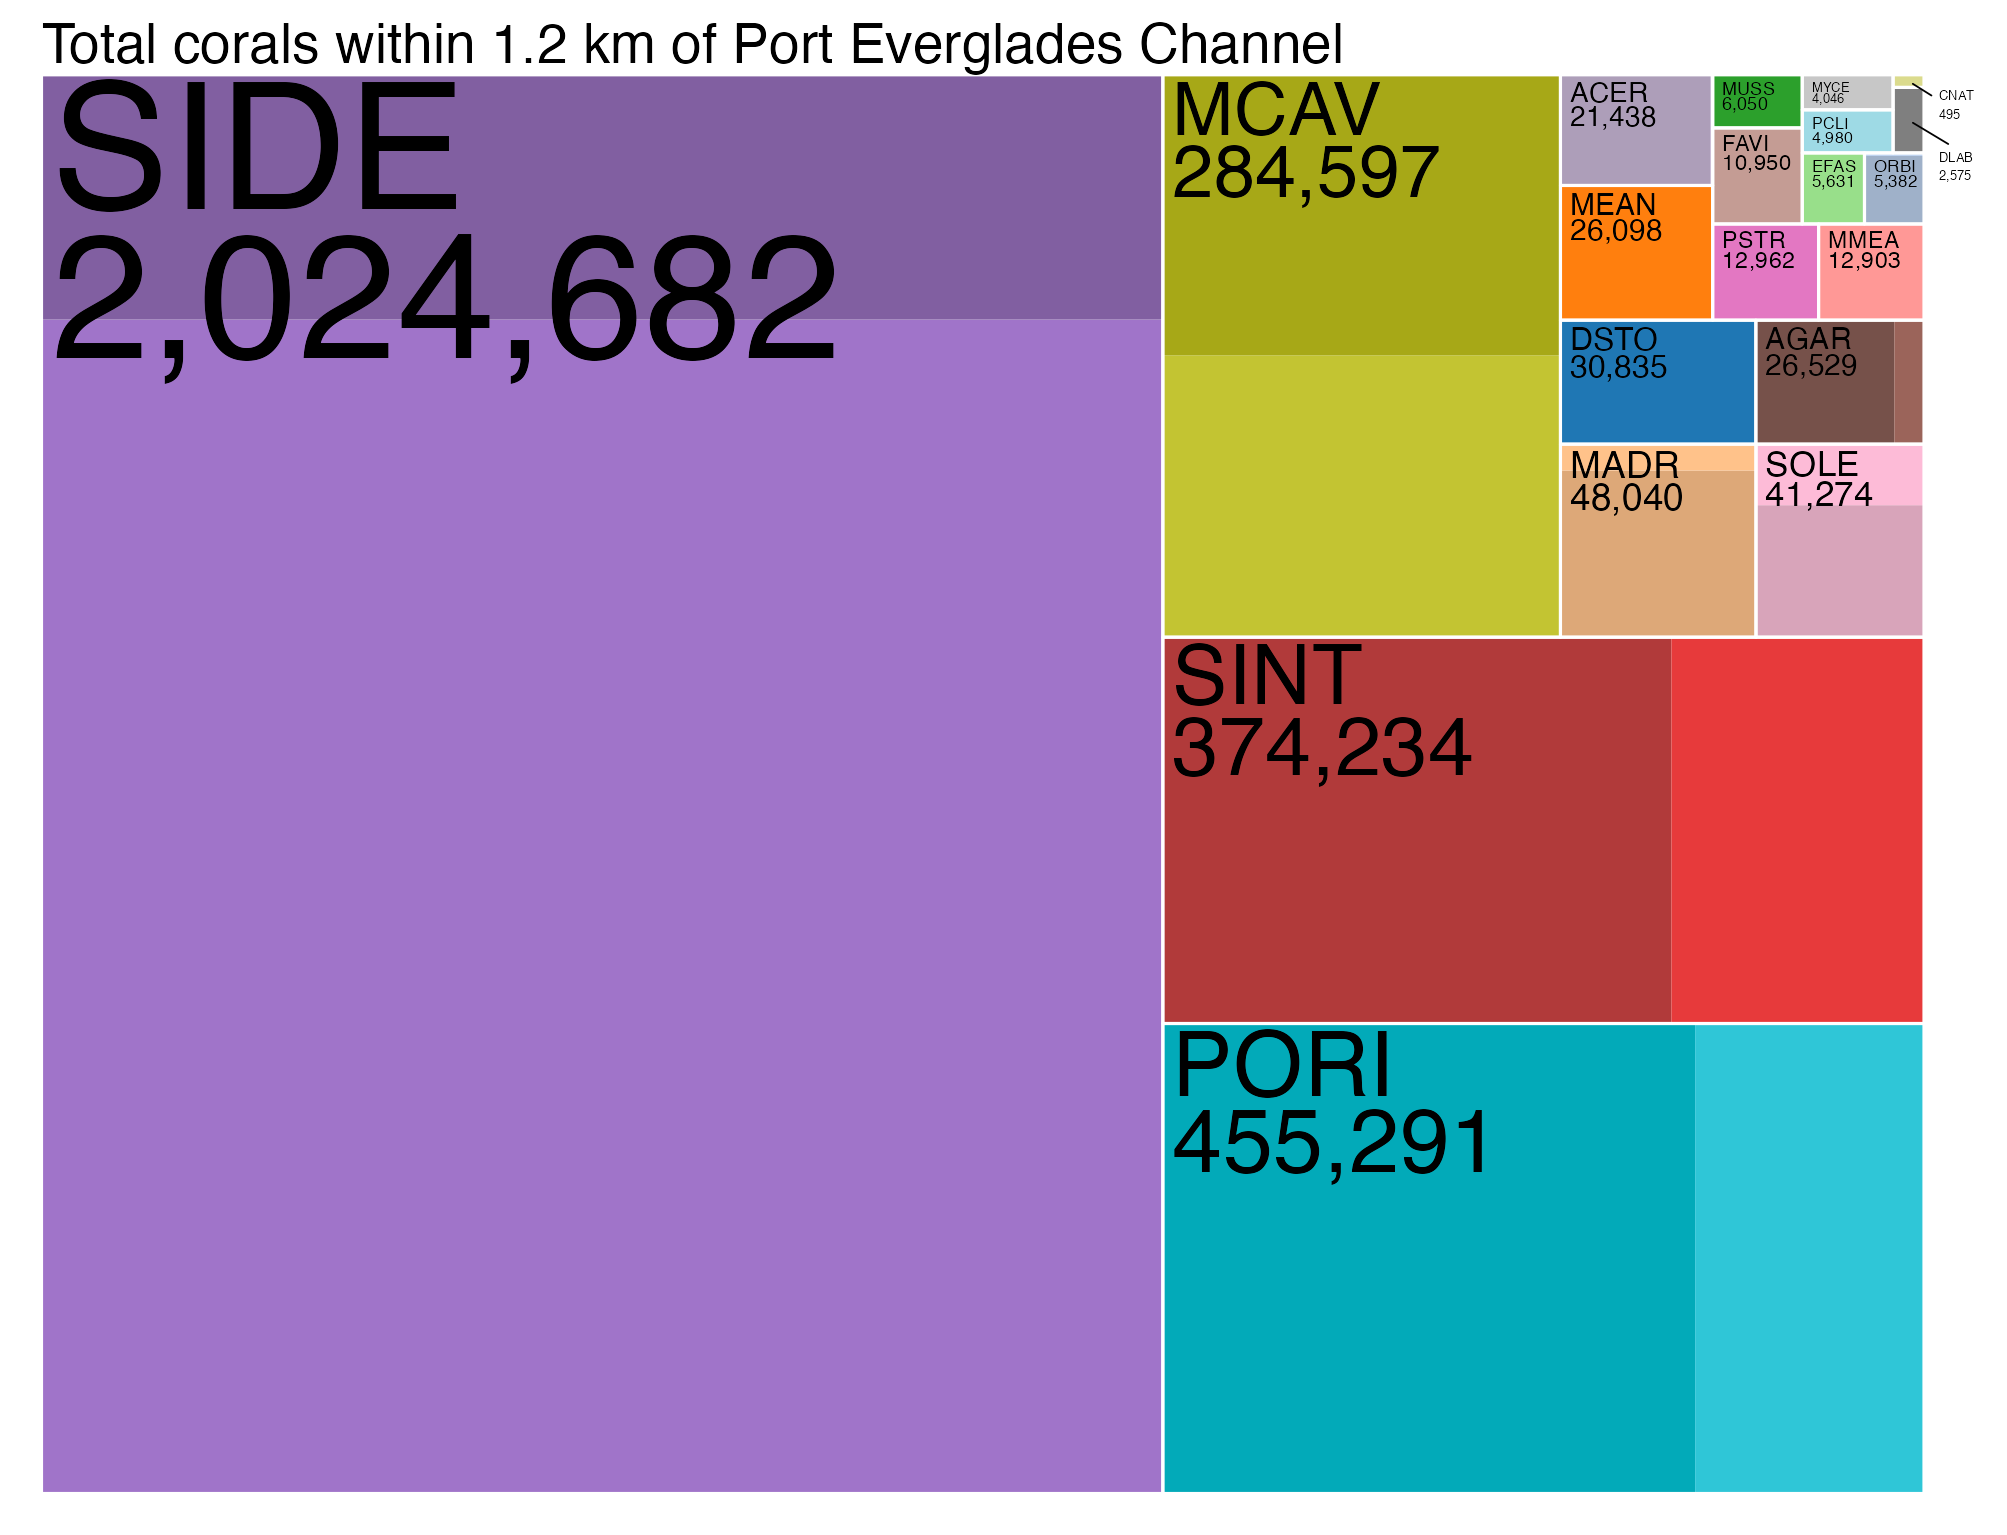 Total corals within 1.2 km of Port Everglades Channel
SIDE
2,024,682
MCAV
284,597
ACER
21,438
MUSS
6,050
MYCE
4,046
CNAT
495
PCLI
4,980
FAVI
10,950
DLAB
2,575
EFAS
5,631
ORBI
5,382
MEAN
26,098
PSTR
12,962
MMEA
12,903
DSTO
30,835
AGAR
26,529
MADR
48,040
SOLE
41,274
SINT
374,234
PORI
455,291